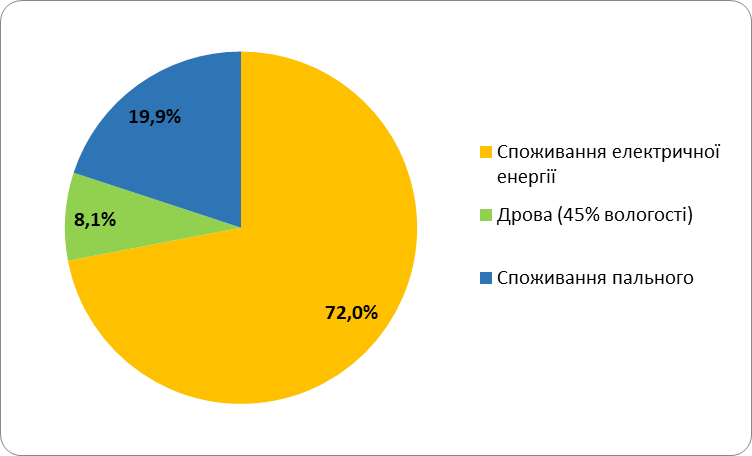 19,9%
8,1%
72,0%
Споживання електричної
енергії
Дрова (45% вологості)
Споживання пального